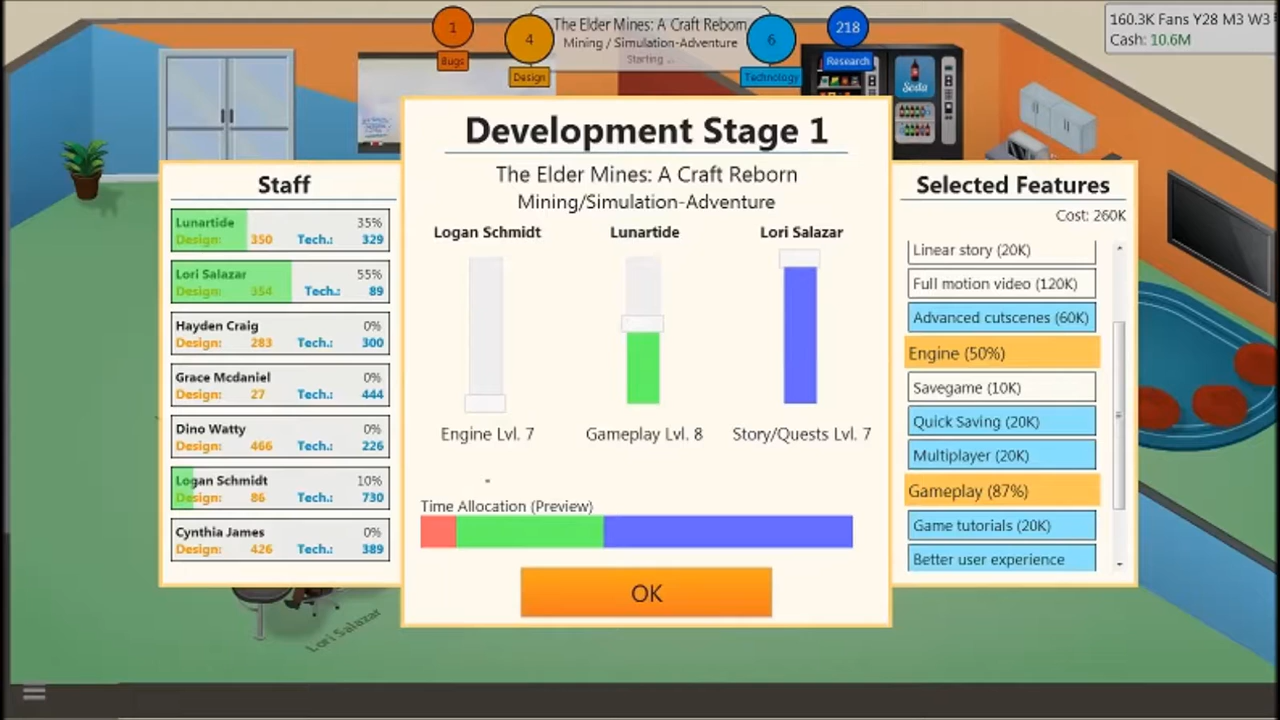 1
Bugs
4
Design
The Elder Mines: A Craft Reborn
Mining / Simulation-Adventure
Starting ...
6
Technology
218
Research
160.3K Fans Y28 M3 W3
Cash: 10.6M
Soda
Staff
Lunartide 35%
Design: 350 Tech.: 329
Lori Salazar 55%
Design: 354 Tech.: 89
Hayden Craig 0%
Design: 283 Tech.: 300
Grace Mcdaniel 0%
Design: 27 Tech.: 444
Dino Watty 0%
Design: 466 Tech.: 226
Logan Schmidt 10%
Design: 86 Tech.: 730
Cynthia James 0%
Design: 426 Tech.: 389
Development Stage 1
The Elder Mines: A Craft Reborn
Mining/Simulation-Adventure
Logan Schmidt Lunartide Lori Salazar
Engine Lvl. 7 Gameplay Lvl. 8 Story/Quests Lvl. 7
Time Allocation (Preview)
OK
Selected Features
Cost: 260K
Linear story (20K)
Full motion video (120K)
Advanced cutscenes (60K)
Engine (50%)
Savegame (10K)
Quick Saving (20K)
Multiplayer (20K)
Gameplay (87%)
Game tutorials (20K)
Better user experience
Lori Salazar